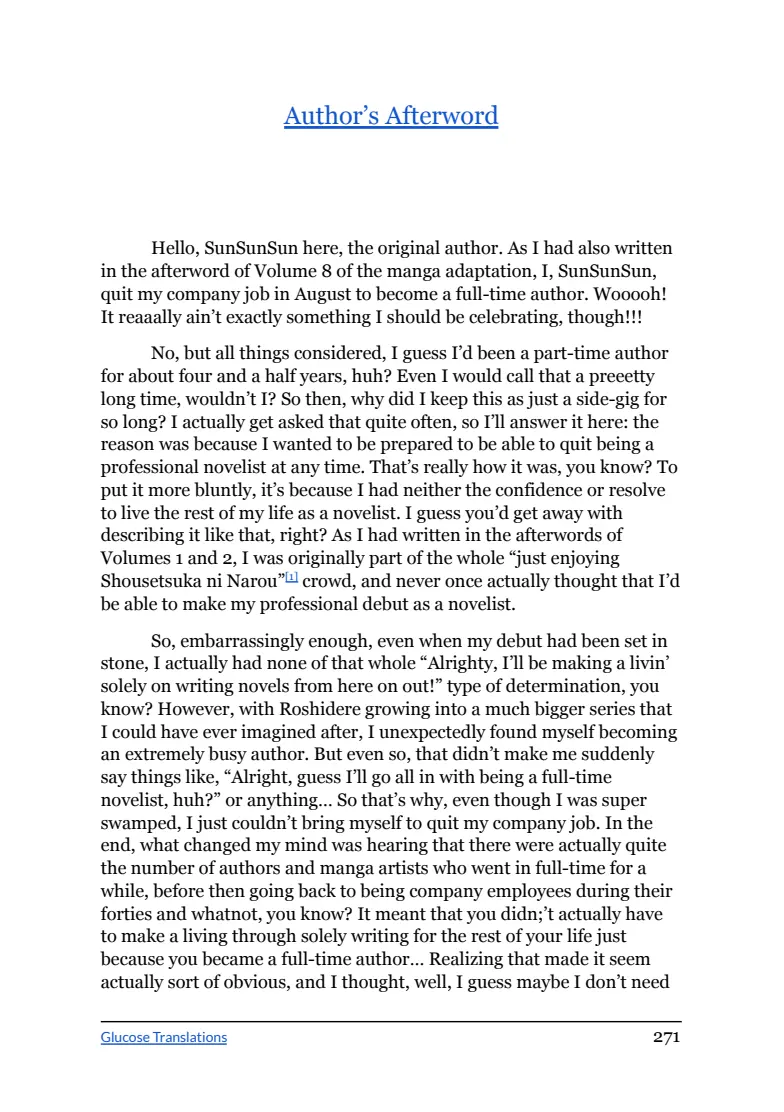 Author’s Afterword
Hello, SunSunSun here, the original author. As I had also written
in the afterword of Volume 8 of the manga adaptation, I, SunSunSun,
quit my company job in August to become a full-time author. Wooooh!
It reaaally ain’t exactly something I should be celebrating, though!!!
No, but all things considered, I guess I’d been a part-time author
for about four and a half years, huh? Even I would call that a preeetty
long time, wouldn’t I? So then, why did I keep this as just a side-gig for
so long? I actually get asked that quite often, so I’ll answer it here: the
reason was because I wanted to be prepared to be able to quit being a
professional novelist at any time. That’s really how it was, you know? To
put it more bluntly, it’s because I had neither the confidence or resolve
to live the rest of my life as a novelist. I guess you’d get away with
describing it like that, right? As I had written in the afterwords of
Volumes 1 and 2, I was originally part of the whole “just enjoying
Shousetsuka ni Narou”[1] crowd, and never once actually thought that I’d
be able to make my professional debut as a novelist.
So, embarrassingly enough, even when my debut had been set in
stone, I actually had none of that whole “Alrighty, I’ll be making a livin’
solely on writing novels from here on out!” type of determination, you
know? However, with Roshidere growing into a much bigger series that
I could have ever imagined after, I unexpectedly found myself becoming
an extremely busy author. But even so, that didn’t make me suddenly
say things like, “Alright, guess I’ll go all in with being a full-time
novelist, huh?” or anything… So that’s why, even though I was super
swamped, I just couldn’t bring myself to quit my company job. In the
end, what changed my mind was hearing that there were actually quite
the number of authors and manga artists who went in full-time for a
while, before then going back to being company employees during their
forties and whatnot, you know? It meant that you didn;’t actually have
to make a living through solely writing for the rest of your life just
because you became a full-time author… Realizing that made it seem
actually sort of obvious, and I thought, well, I guess maybe I don’t need
Glucose Translations
271